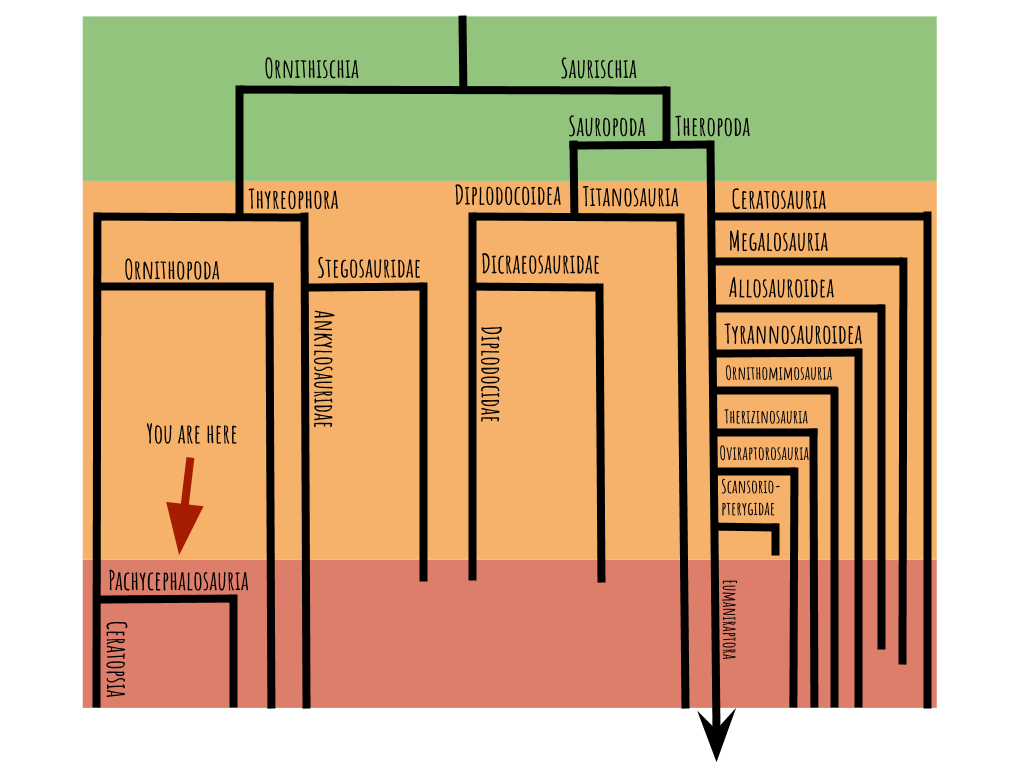 Ornithischia
Saurischia
Sauropoda
Theropoda
Thyreophora
Diplodocoidea
Titanosauria
Ceratosauria
Megalosauria
Ornithopoda
Stegosauridae
Dicraeosauridae
Allosauroidea
Ankylosauridae
Diplodocidae
Tyrannosauroidea
Ornithomimosauria
Therizinosauria
You are here
Oviraptorosauria
Scansorio-
pterygidae
Pachycephalosauria
Ceratopsia
Eumaniraptora